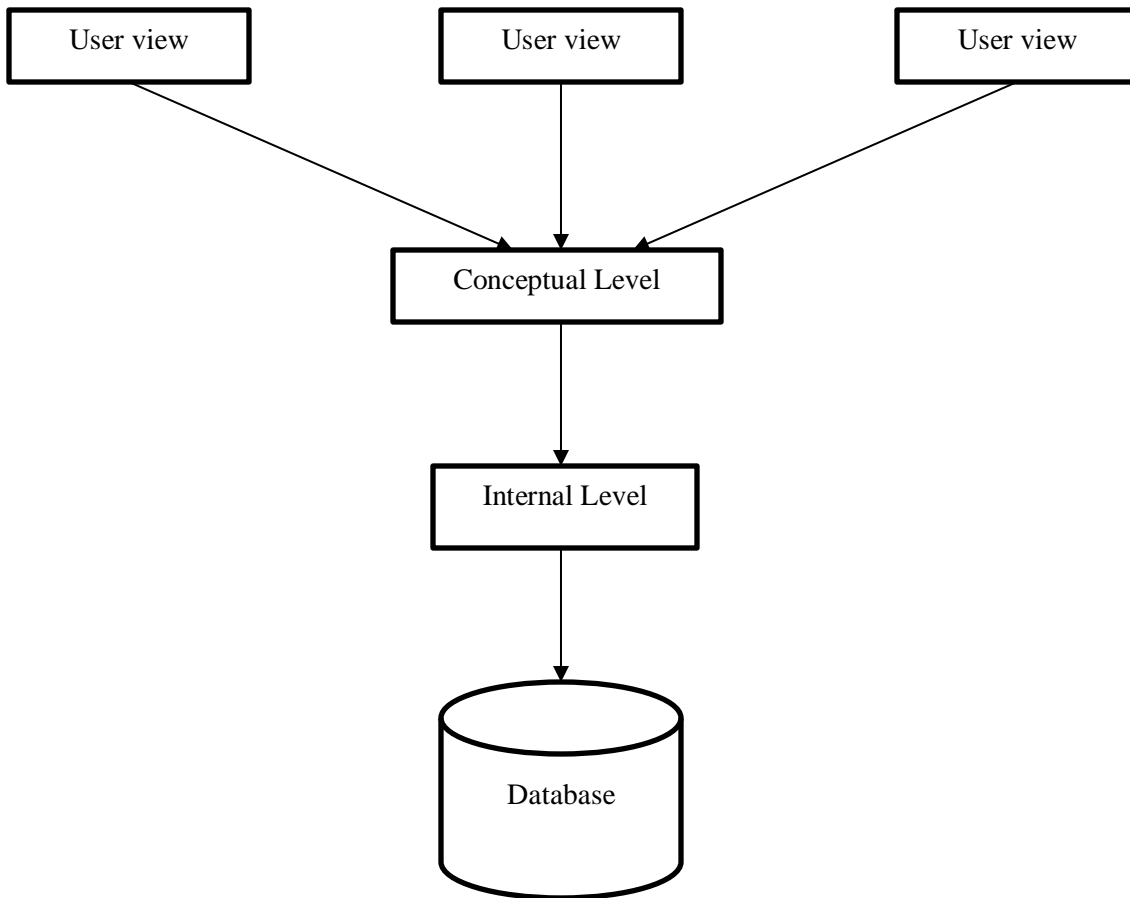 User view
User view
User view
Conceptual Level
Internal Level
Database